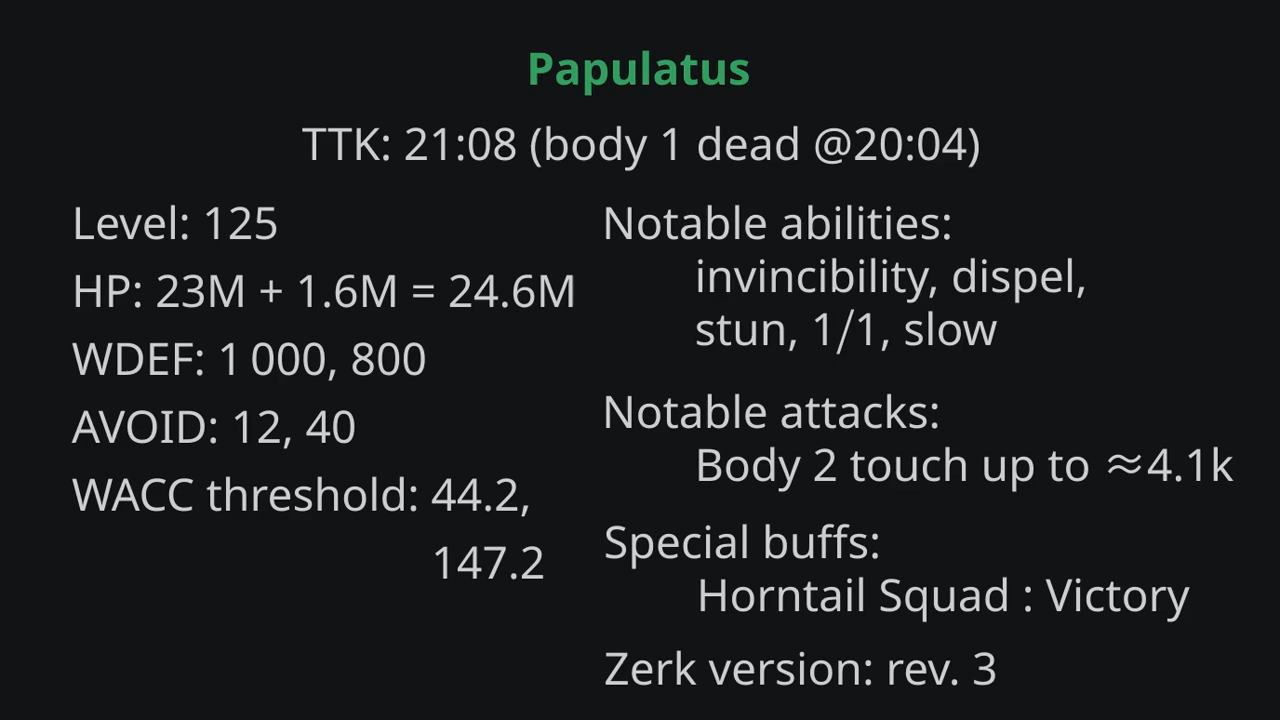 Papulatus
TTK: 21:08 (body 1 dead @20:04)
Level: 125
HP: 23M + 1.6M = 24.6M
WDEF: 1 000, 800
AVOID: 12, 40
WACC threshold: 44.2,
147.2
Notable abilities:
invincibility, dispel,
stun, 1/1, slow
Notable attacks:
Body 2 touch up to ≈4.1k
Special buffs:
Horntail Squad : Victory
Zerk version: rev. 3